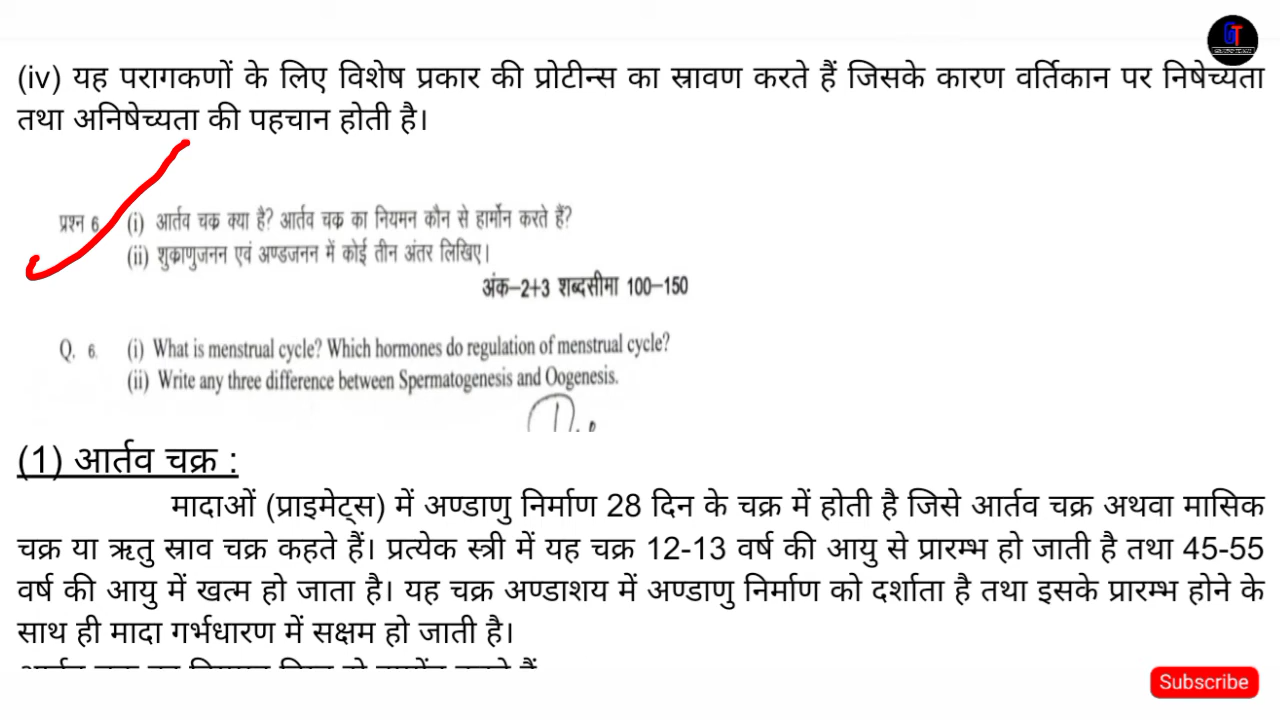 GT
(iv) यह परागकणों के लिए विशेष प्रकार की प्रोटीन्स का स्रावण करते हैं जिसके कारण वर्तिकान पर निषेच्यता
तथा अनिषेच्यता की पहचान होती है।
प्रश्न 6 (i) आर्तव चक्र क्या है? आर्तव चक्र का नियमन कौन से हार्मोन करते हैं?
(ii) शुक्राणुजनन एवं अण्डजनन में कोई तीन अंतर लिखिए।
अंक-2+3 शब्दसीमा 100-150
Q. 6. (i) What is menstrual cycle? Which hormones do regulation of menstrual cycle?
(ii) Write any three difference between Spermatogenesis and Oogenesis.
(1) आर्तव चक्र :
मादाओं (प्राइमेट्स) में अण्डाणु निर्माण 28 दिन के चक्र में होती है जिसे आर्तव चक्र अथवा मासिक
चक्र या ऋतु स्राव चक्र कहते हैं। प्रत्येक स्त्री में यह चक्र 12-13 वर्ष की आयु से प्रारम्भ हो जाती है तथा 45-55
वर्ष की आयु में खत्म हो जाता है। यह चक्र अण्डाशय में अण्डाणु निर्माण को दर्शाता है तथा इसके प्रारम्भ होने के
साथ ही मादा गर्भधारण में सक्षम हो जाती है।
Subscribe